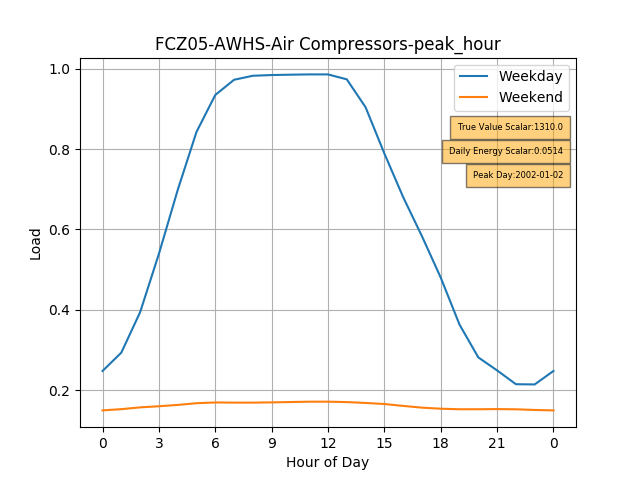 FCZ05-AWHS-Air Compressors-peak_hour
1.0
0.8
0.6
0.4
0.2
Load
Weekday
Weekend
True Value Scalar:1310.0
Daily Energy Scalar:0.0514
Peak Day:2002-01-02
0 3 6 9 12 15 18 21 0
Hour of Day